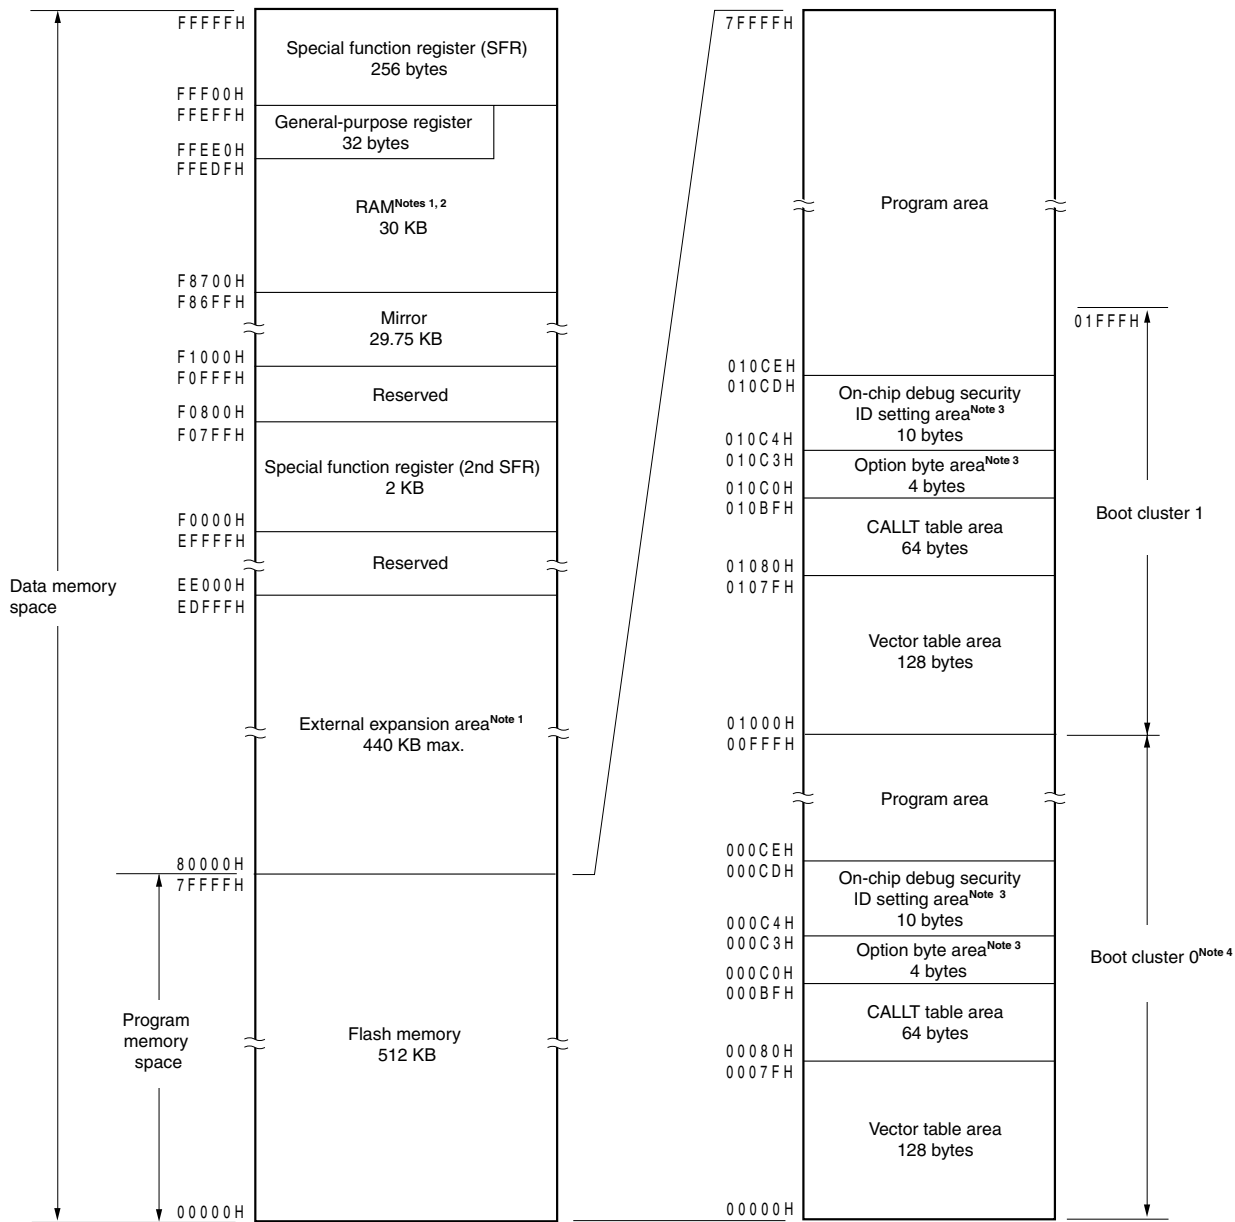 FFFFFH
Special function register (SFR)
256 bytes
FFF00H
FFEFFH
General-purpose register
32 bytes
FFEE0H
FFEDFH
RAMNotes 1, 2
30 KB
F8700H
F86FFH
Mirror
29.75 KB
F1000H
F0FFFH
Reserved
F0800H
F07FFH
Special function register (2nd SFR)
2 KB
F0000H
EFFFFH
Reserved
EE000H
EDFFFH
Data memory
space
External expansion areaNote 1
440 KB max.
80000H
7FFFFH
Program
memory
space
Flash memory
512 KB
00000H
7FFFFH
Program area
01FFFH
010CEH
010CDH
On-chip debug security
ID setting areaNote 3
10 bytes
010C4H
010C3H
Option byte areaNote 3
4 bytes
010C0H
010BFH
CALLT table area
64 bytes
Boot cluster 1
01080H
0107FH
Vector table area
128 bytes
01000H
00FFFH
Program area
000CEH
000CDH
On-chip debug security
ID setting areaNote 3
10 bytes
000C4H
000C3H
Option byte areaNote 3
4 bytes
Boot cluster 0Note 4
000C0H
000BFH
CALLT table area
64 bytes
00080H
0007FH
Vector table area
128 bytes
00000H